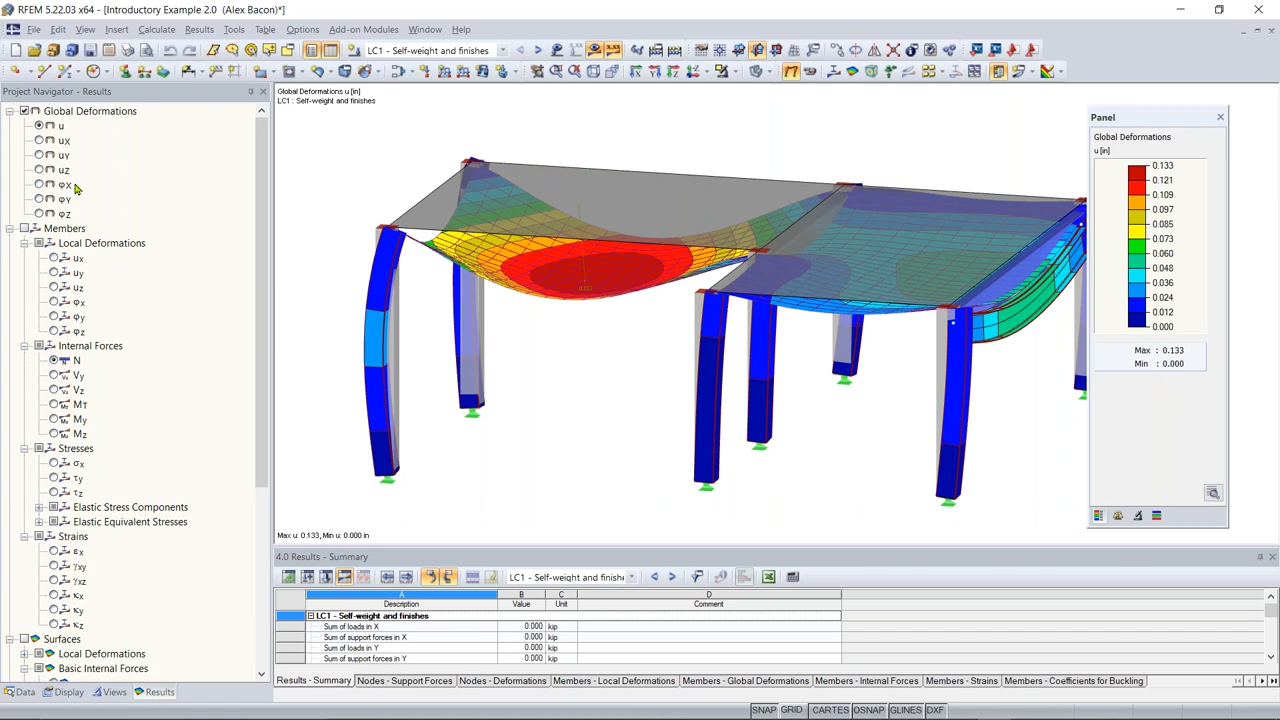 RFEM 5.22.03 x64 - [Introductory Example 2.0 (Alex Bacon)*]
File Edit View Insert Calculate Results Tools Table Options Add-on Modules Window Help
LC1 - Self-weight and finishes
Project Navigator - Results
Global Deformations
u
uX
uY
uZ
φX
φY
φZ
Members
Local Deformations
ux
uy
uz
φx
φy
φz
Internal Forces
N
Vy
Vz
MT
My
Mz
Stresses
σx
τy
τz
Elastic Stress Components
Elastic Equivalent Stresses
Strains
εx
γxy
γxz
κx
κy
κz
Surfaces
Local Deformations
Basic Internal Forces
Data Display Views Results
Global Deformations u [in]
LC1 : Self-weight and finishes
0.133
Max u: 0.133, Min u: 0.000 in
Panel
Global Deformations
u [in]
0.133
0.121
0.109
0.097
0.085
0.073
0.060
0.048
0.036
0.024
0.012
0.000
Max : 0.133
Min : 0.000
4.0 Results - Summary
LC1 - Self-weight and finishe
A B C D
Description Value Unit Comment
LC1 - Self-weight and finishes
Sum of loads in X 0.000 kip
Sum of support forces in X 0.000 kip
Sum of loads in Y 0.000 kip
Sum of support forces in Y 0.000 kip
Results - Summary Nodes - Support Forces Nodes - Deformations Members - Local Deformations Members - Global Deformations Members - Internal Forces Members - Strains Members - Coefficients for Buckling
SNAP GRID CARTES OSNAP GLINES DXF